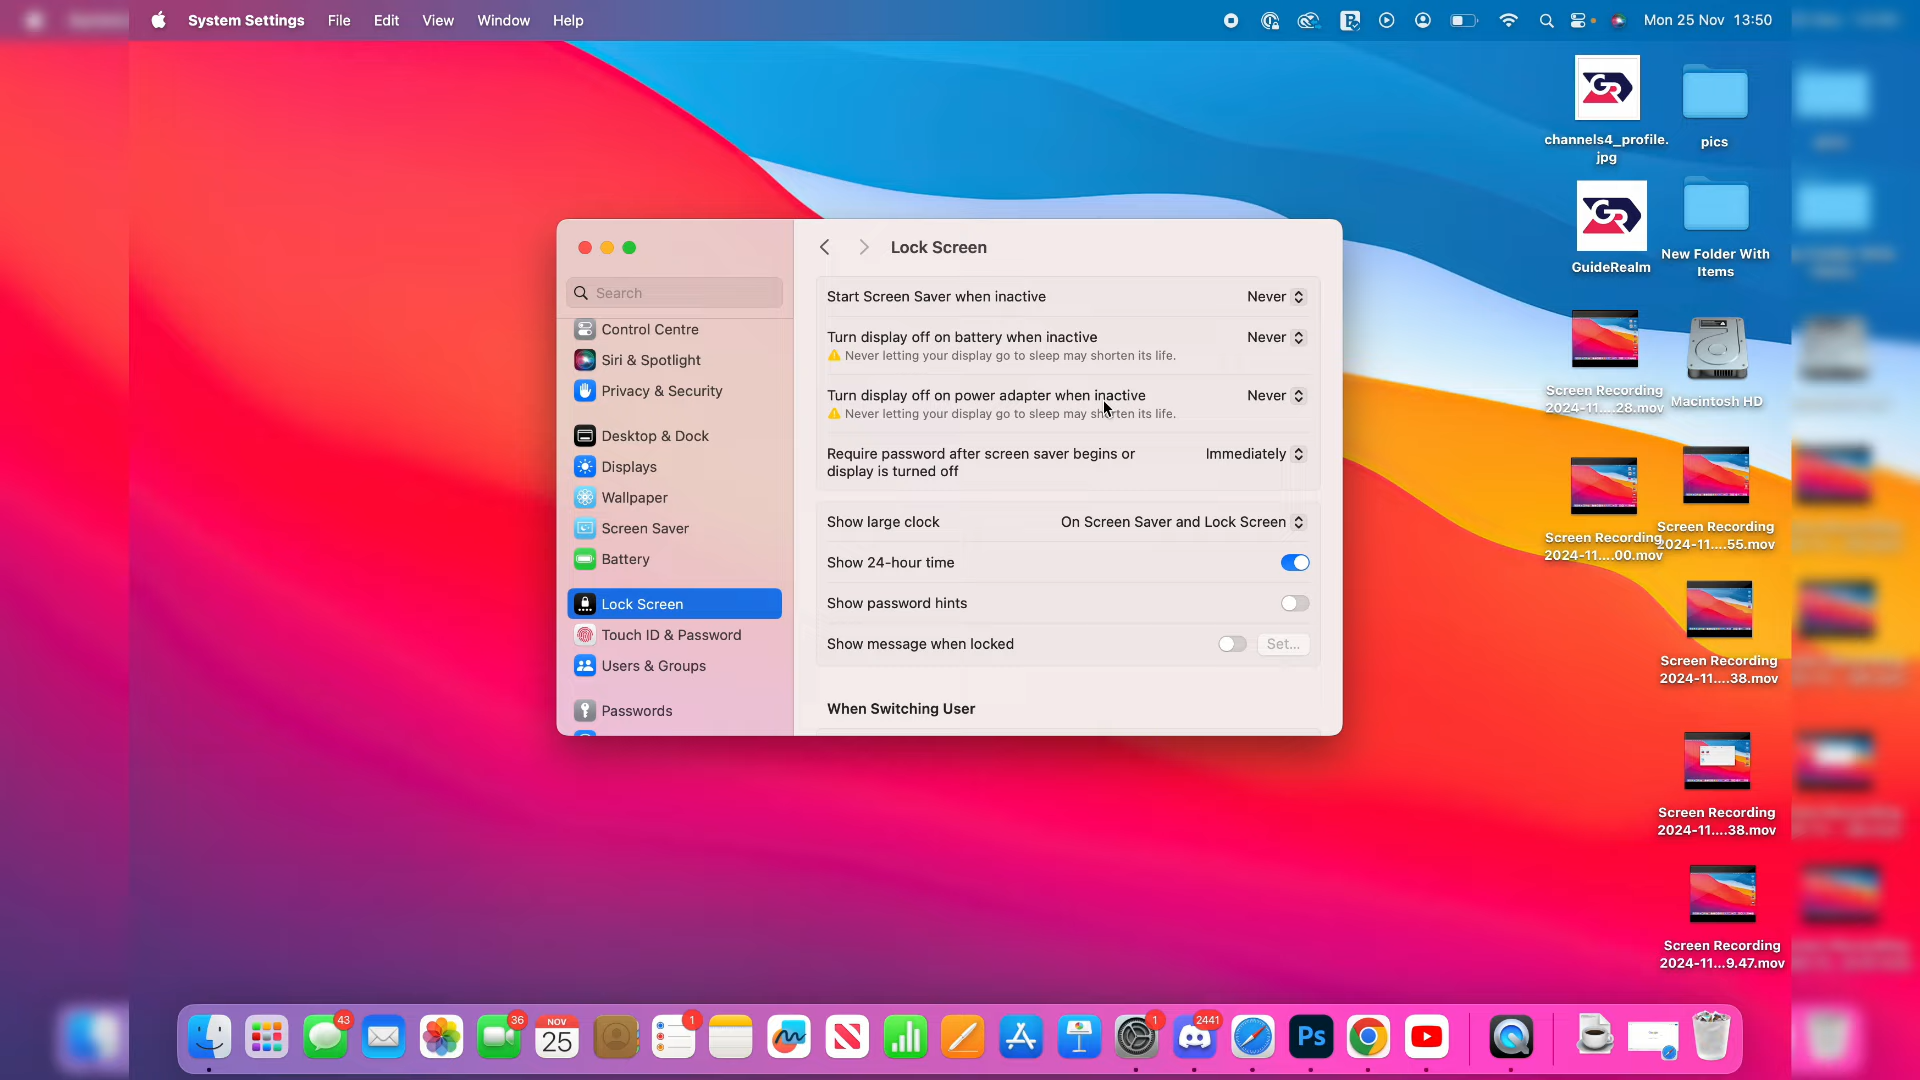 System Settings File Edit View Window Help
Mon 25 Nov 13:50
channels4_profile.
jpg
pics
GuideRealm
New Folder With
Items
Screen Recording
2024-11....28.mov
Macintosh HD
Screen Recording
2024-11....00.mov
Screen Recording
2024-11....55.mov
Screen Recording
2024-11....38.mov
Screen Recording
2024-11....38.mov
Screen Recording
2024-11...9.47.mov
Search
Control Centre
Siri & Spotlight
Privacy & Security
Desktop & Dock
Displays
Wallpaper
Screen Saver
Battery
Lock Screen
Touch ID & Password
Users & Groups
Passwords
Lock Screen
Start Screen Saver when inactive Never
Turn display off on battery when inactive Never
Never letting your display go to sleep may shorten its life.
Turn display off on power adapter when inactive Never
Never letting your display go to sleep may shorten its life.
Require password after screen saver begins or Immediately
display is turned off
Show large clock On Screen Saver and Lock Screen
Show 24-hour time
Show password hints
Show message when locked Set...
When Switching User
43
36
NOV
25
1
1
2441
Ps